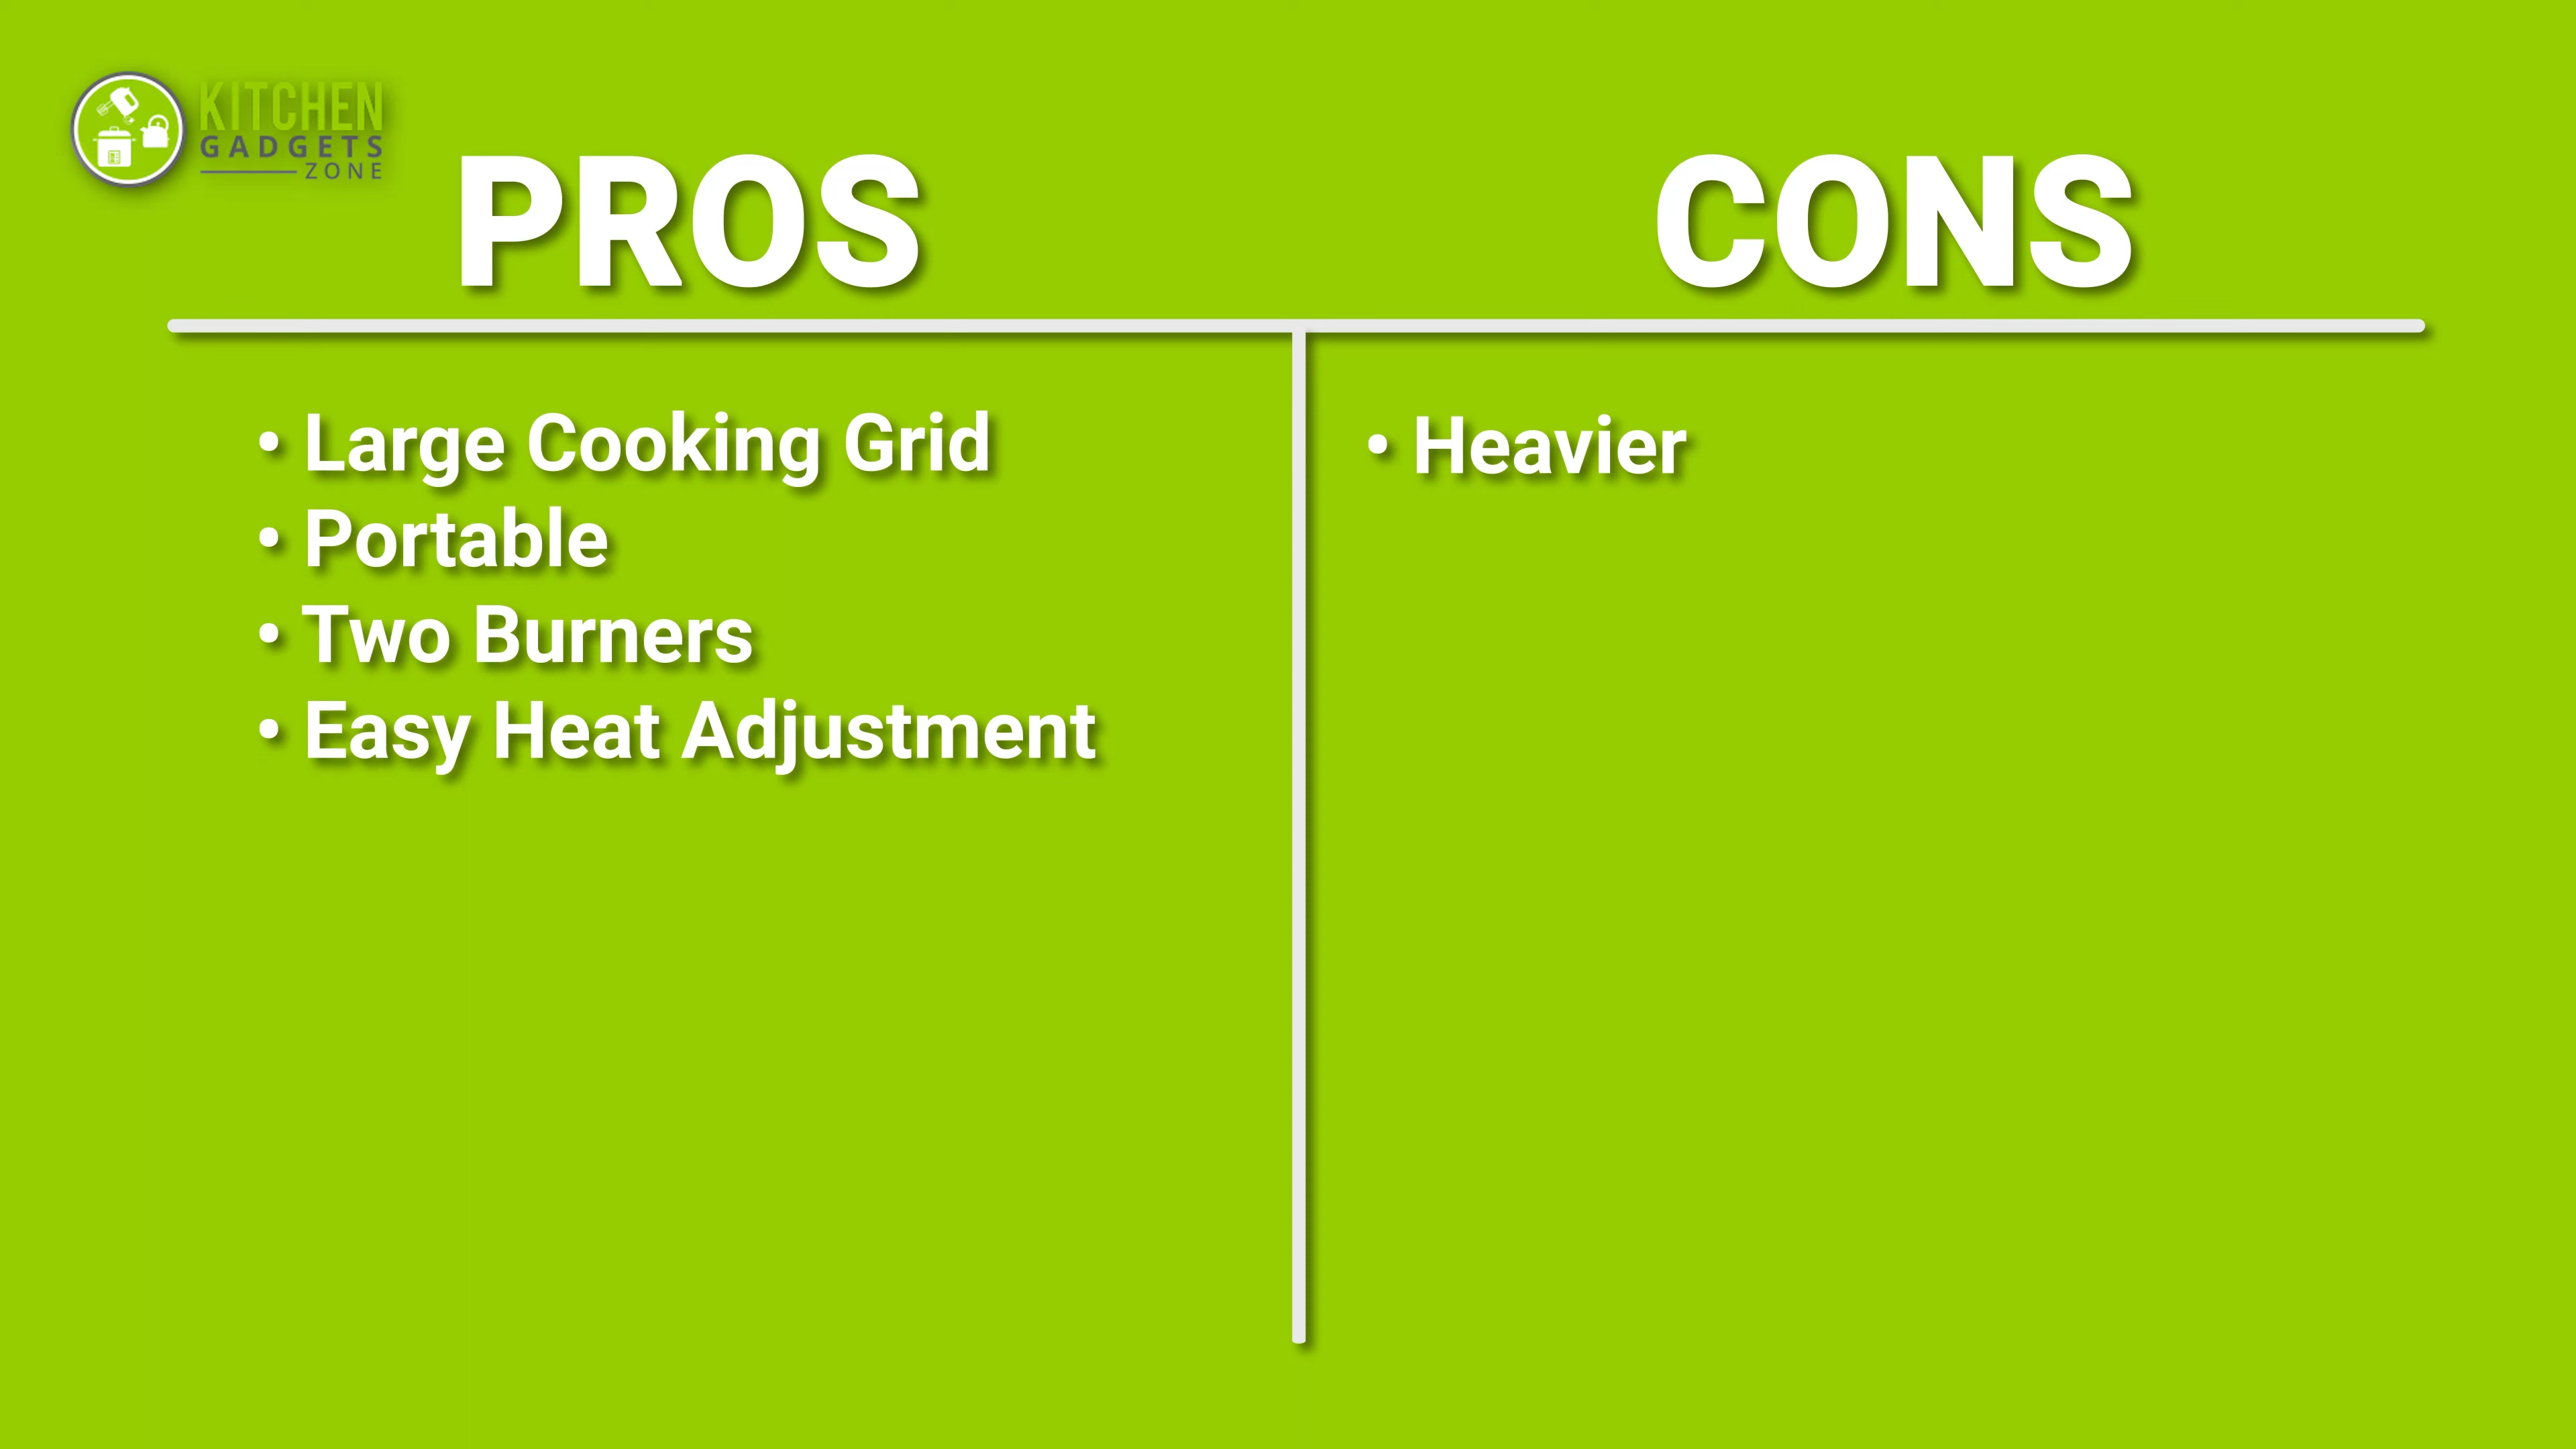 KITCHEN
GADGETS
ZONE
PROS
CONS
• Large Cooking Grid
• Portable
• Two Burners
• Easy Heat Adjustment
• Heavier